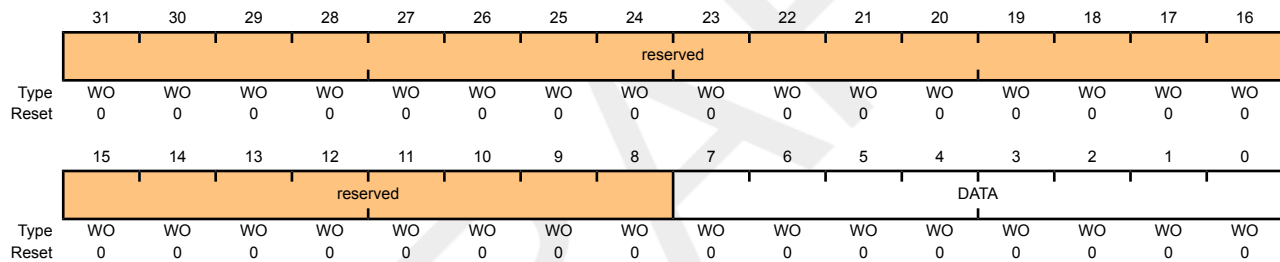 31 30 29 28 27 26 25 24 23 22 21 20 19 18 17 16
reserved
Type WO WO WO WO WO WO WO WO WO WO WO WO WO WO WO WO
Reset 0 0 0 0 0 0 0 0 0 0 0 0 0 0 0 0
15 14 13 12 11 10 9 8 7 6 5 4 3 2 1 0
reserved DATA
Type WO WO WO WO WO WO WO WO WO WO WO WO WO WO WO WO
Reset 0 0 0 0 0 0 0 0 0 0 0 0 0 0 0 0